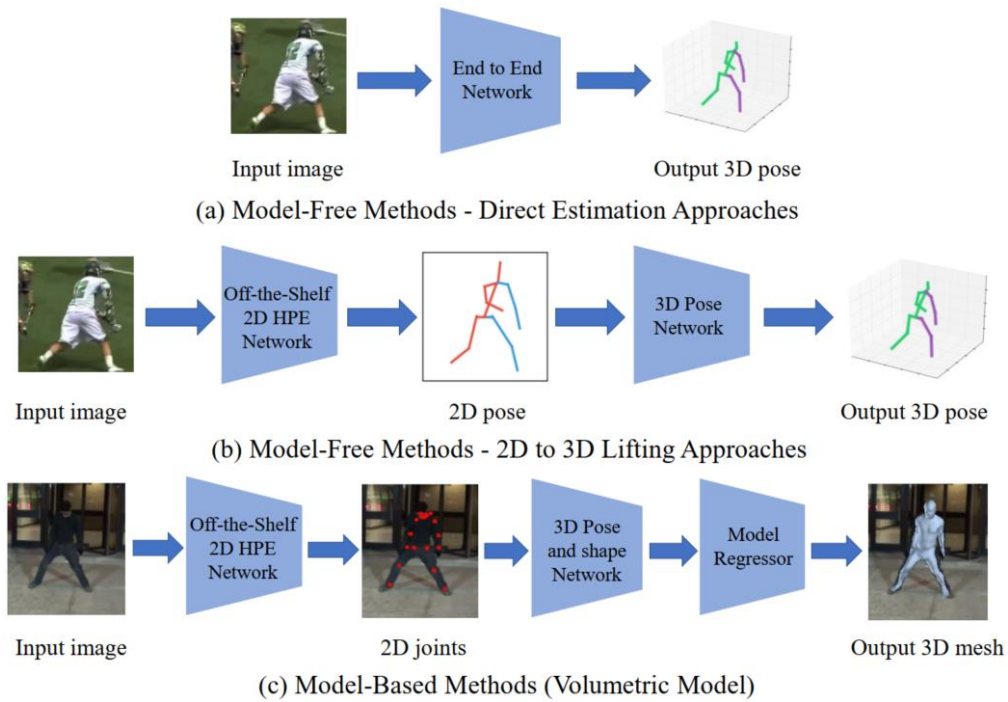 End to End
Network
Input image
Output 3D pose
(a) Model-Free Methods - Direct Estimation Approaches
Off-the-Shelf
2D HPE
Network
3D Pose
Network
Input image
2D pose
Output 3D pose
(b) Model-Free Methods - 2D to 3D Lifting Approaches
Off-the-Shelf
2D HPE
Network
3D Pose
and shape
Network
Model
Regressor
Input image
2D joints
Output 3D mesh
(c) Model-Based Methods (Volumetric Model)